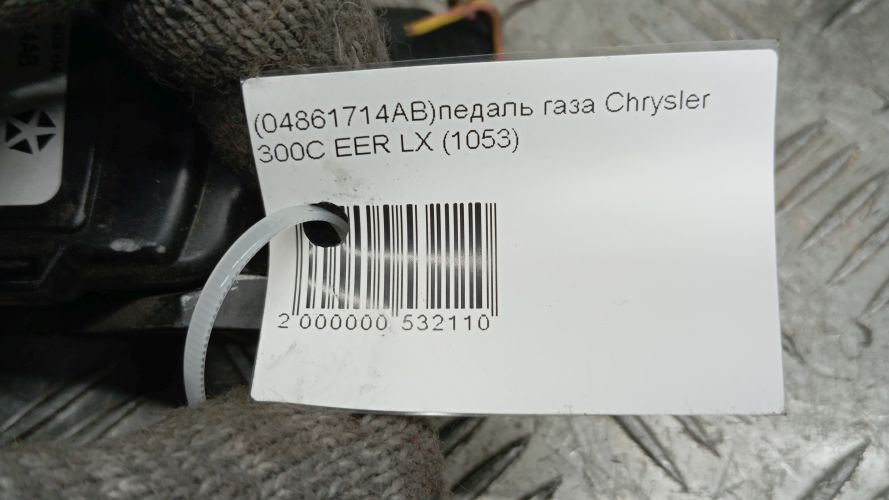 (04861714AB)педаль газа Chrysler
300C EER LX (1053)
2 000000 532110